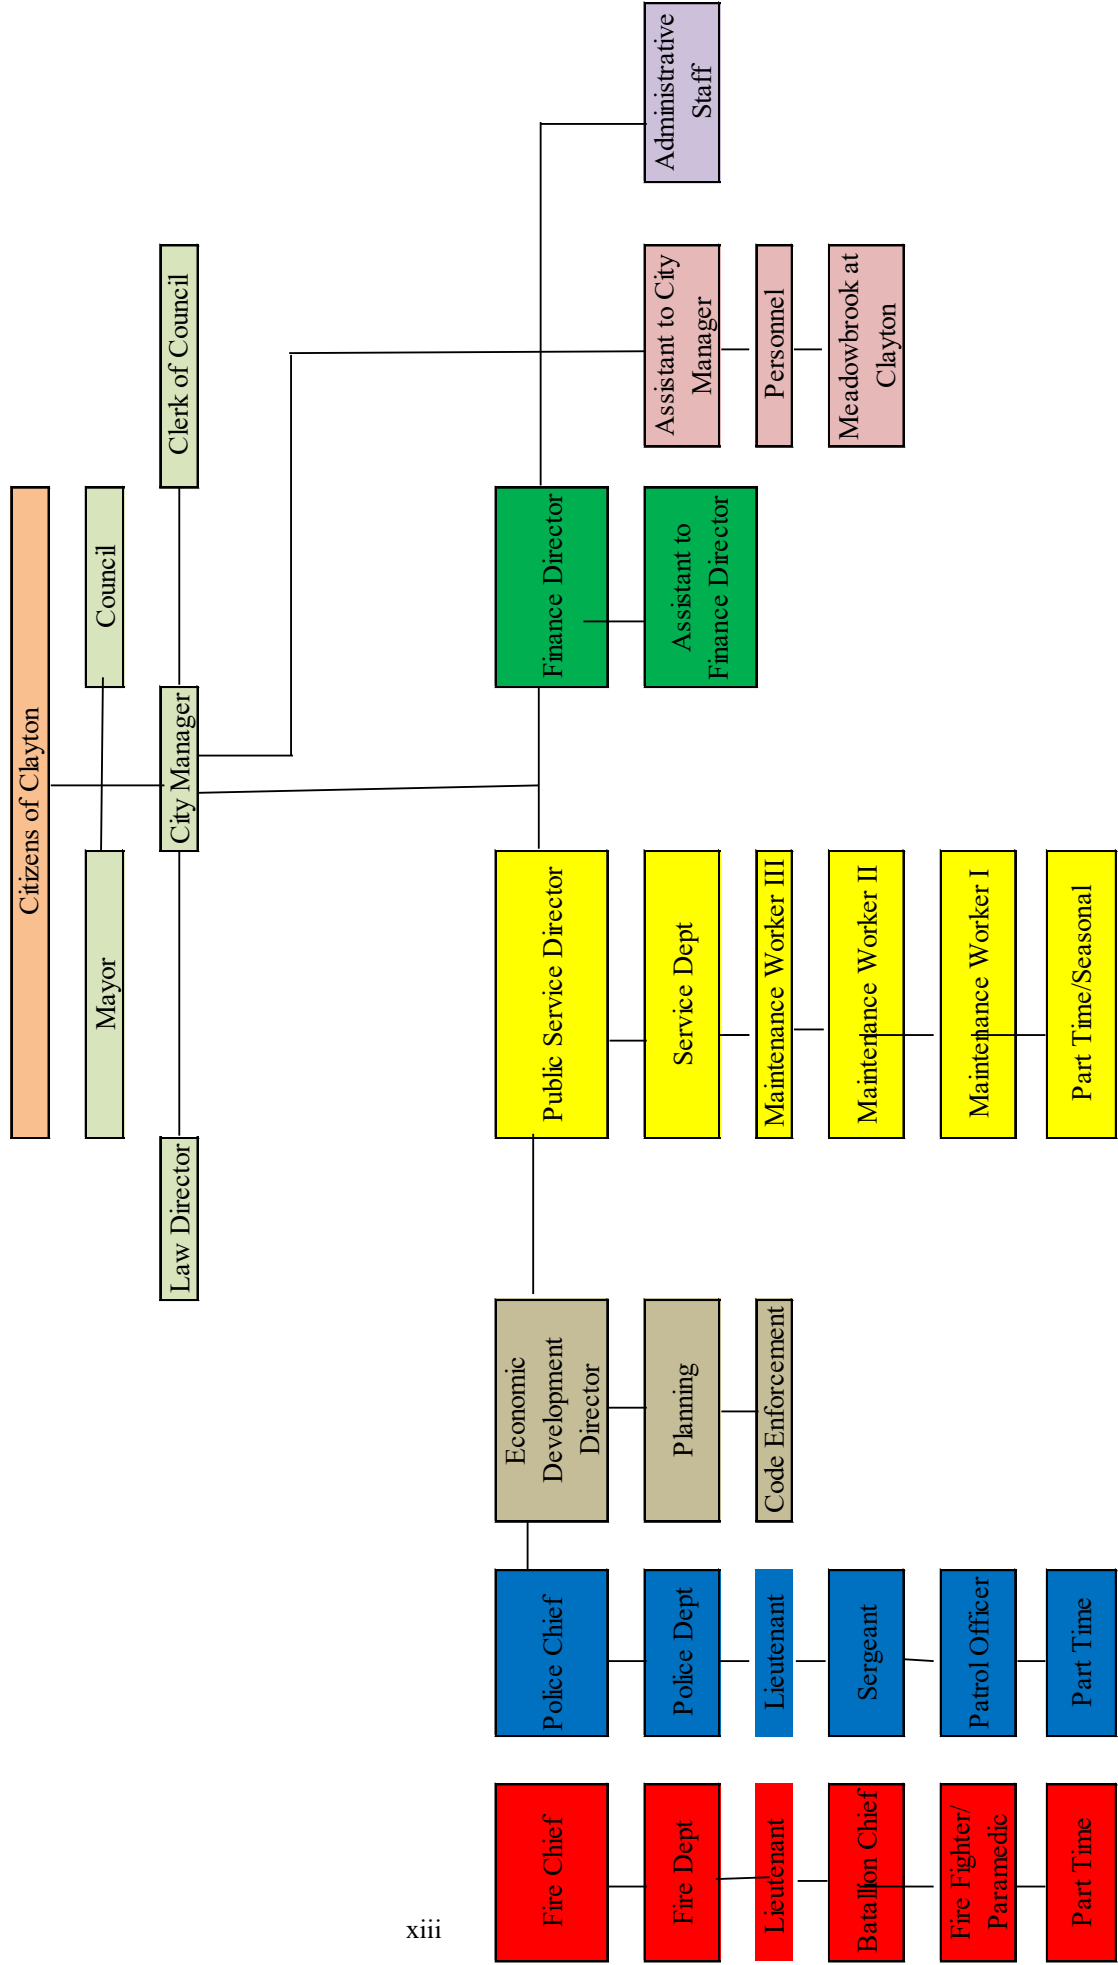 Citizens of Clayton
Mayor
Council
Law Director
City Manager
Clerk of Council
Fire Chief
Police Chief
Economic
Development
Director
Public Service Director
Finance Director
Fire Dept
Police Dept
Planning
Service Dept
Assistant to
Finance Director
Assistant to City
Manager
Administrative
Staff
Lieutenant
Lieutenant
Code Enforcement
Maintenance Worker III
Personnel
Batallion Chief
Sergeant
Maintenance Worker II
Meadowbrook at
Clayton
Fire Fighter/
Paramedic
Patrol Officer
Maintenance Worker I
Part Time
Part Time
Part Time/Seasonal
xiii